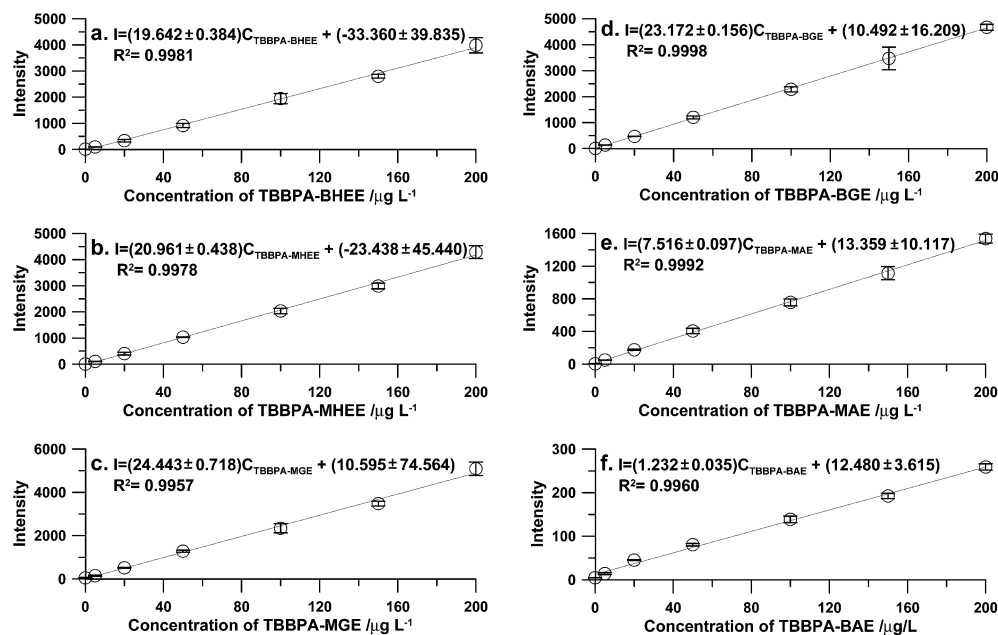 a. I=(19.642±0.384)C_TBBPA-BHEE + (-33.360±39.835)
R²= 0.9981
5000
4000
3000
2000
1000
0
Intensity
0 40 80 120 160 200
Concentration of TBBPA-BHEE /μg L⁻¹
d. I=(23.172±0.156)C_TBBPA-BGE + (10.492±16.209)
R²= 0.9998
5000
4000
3000
2000
1000
0
Intensity
0 40 80 120 160 200
Concentration of TBBPA-BGE /μg L⁻¹
b. I=(20.961±0.438)C_TBBPA-MHEE + (-23.438±45.440)
R²= 0.9978
5000
4000
3000
2000
1000
0
Intensity
0 40 80 120 160 200
Concentration of TBBPA-MHEE /μg L⁻¹
e. I=(7.516±0.097)C_TBBPA-MAE + (13.359±10.117)
R²= 0.9992
1600
1200
800
400
0
Intensity
0 40 80 120 160 200
Concentration of TBBPA-MAE /μg L⁻¹
c. I=(24.443±0.718)C_TBBPA-MGE + (10.595±74.564)
R²= 0.9957
6000
4000
2000
0
Intensity
0 40 80 120 160 200
Concentration of TBBPA-MGE /μg L⁻¹
f. I=(1.232±0.035)C_TBBPA-BAE + (12.480±3.615)
R²= 0.9960
300
200
100
0
Intensity
0 40 80 120 160 200
Concentration of TBBPA-BAE /μg/L